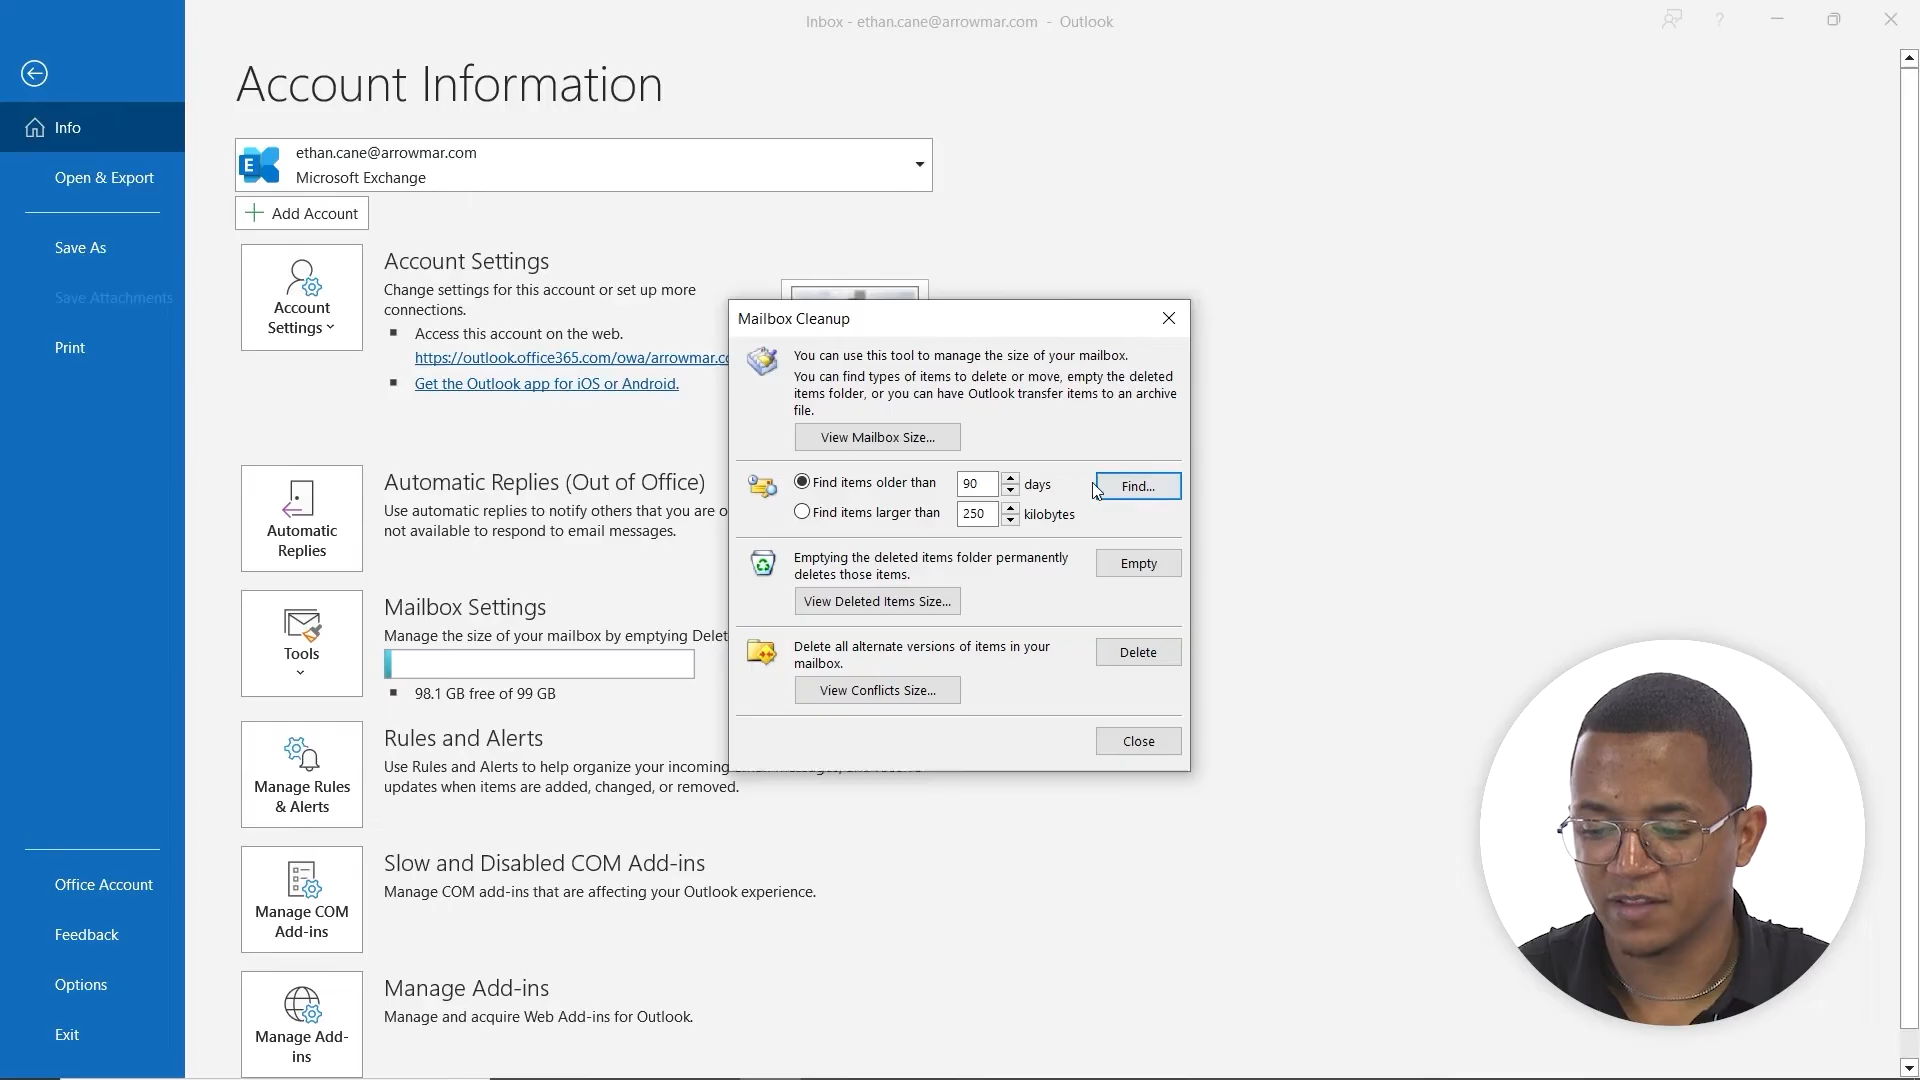 Inbox - ethan.cane@arrowmar.com - Outlook
?
Account Information
Info
Open & Export
Save As
Save Attachments
Print
Office Account
Feedback
Options
Exit
E
ethan.cane@arrowmar.com
Microsoft Exchange
Add Account
Account
Settings
Account Settings
Change settings for this account or set up more
connections.
Access this account on the web.
https://outlook.office365.com/owa/arrowmar.co
Get the Outlook app for iOS or Android.
Automatic
Replies
Automatic Replies (Out of Office)
Use automatic replies to notify others that you are o
not available to respond to email messages.
Tools
Mailbox Settings
Manage the size of your mailbox by emptying Delet
98.1 GB free of 99 GB
Manage Rules
& Alerts
Rules and Alerts
Use Rules and Alerts to help organize your incoming
updates when items are added, changed, or removed.
Manage COM
Add-ins
Slow and Disabled COM Add-ins
Manage COM add-ins that are affecting your Outlook experience.
Manage Add-
ins
Manage Add-ins
Manage and acquire Web Add-ins for Outlook.
Mailbox Cleanup
You can use this tool to manage the size of your mailbox.
You can find types of items to delete or move, empty the deleted
items folder, or you can have Outlook transfer items to an archive
file.
View Mailbox Size...
Find items older than 90 days
Find...
Find items larger than 250 kilobytes
Emptying the deleted items folder permanently
deletes those items.
Empty
View Deleted Items Size...
Delete all alternate versions of items in your
mailbox.
Delete
View Conflicts Size...
Close